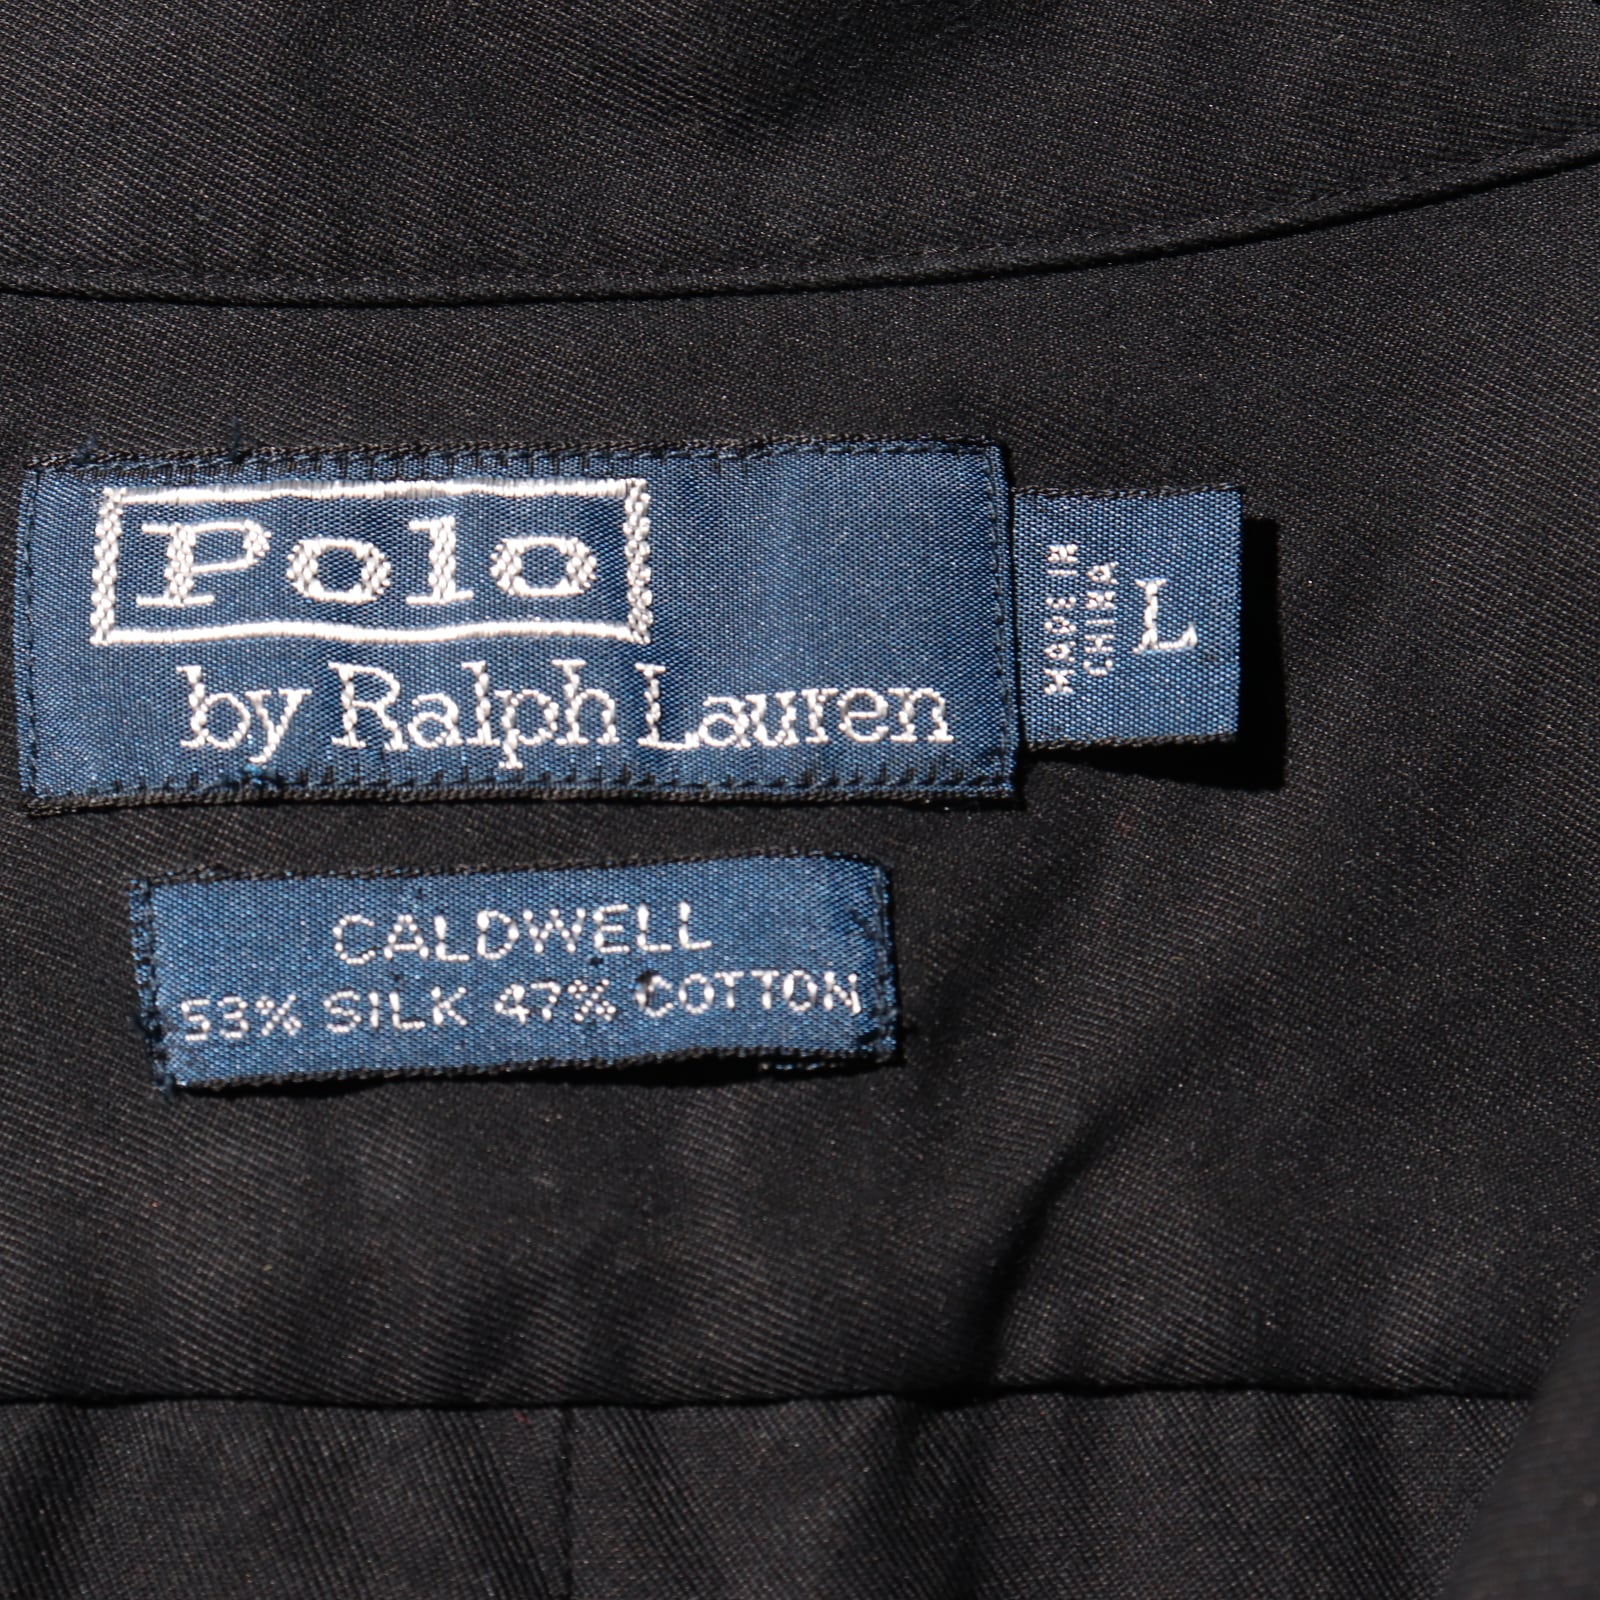 Polo
by Ralph Lauren
MADE IN
CHINA
L
CALDWELL
53% SILK 47% COTTON